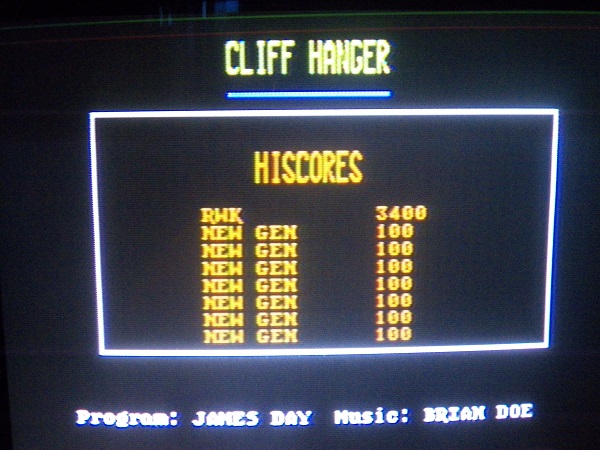 CLIFF HANGER
HISCORES
RWK 3400
NEW GEN 100
NEW GEN 100
NEW GEN 100
NEW GEN 100
NEW GEN 100
NEW GEN 100
NEW GEN 100
Program: JAMES DAY Music: BRIAN DOE